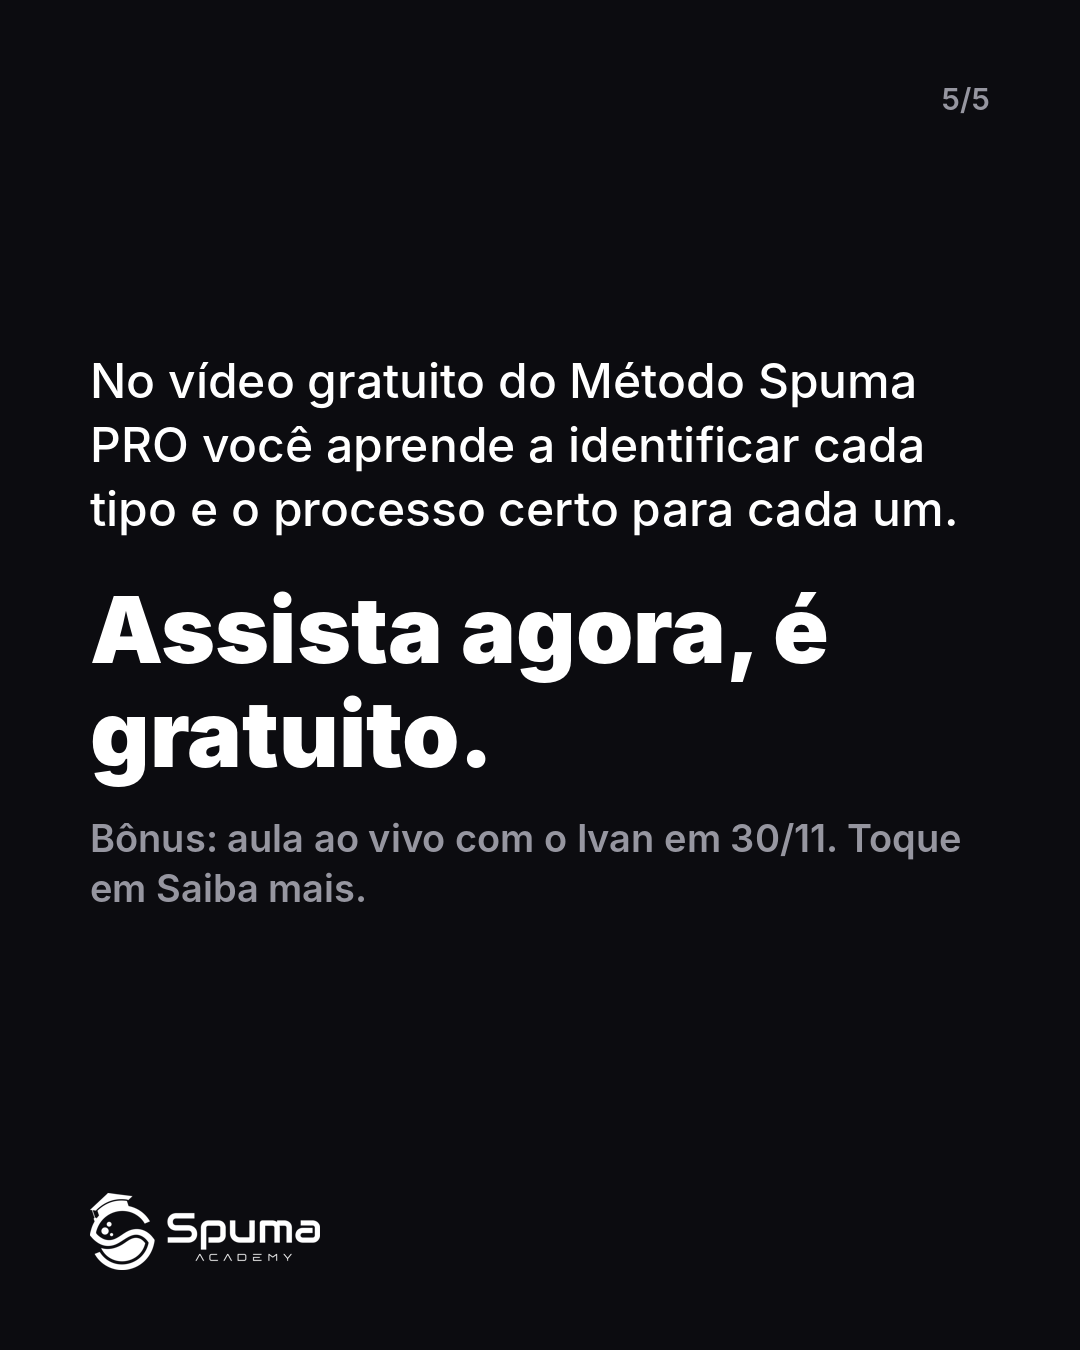 5/5
No vídeo gratuito do Método Spuma
PRO você aprende a identificar cada
tipo e o processo certo para cada um.
Assista agora, é
gratuito.
Bônus: aula ao vivo com o Ivan em 30/11. Toque
em Saiba mais.
Spuma
ACADEMY